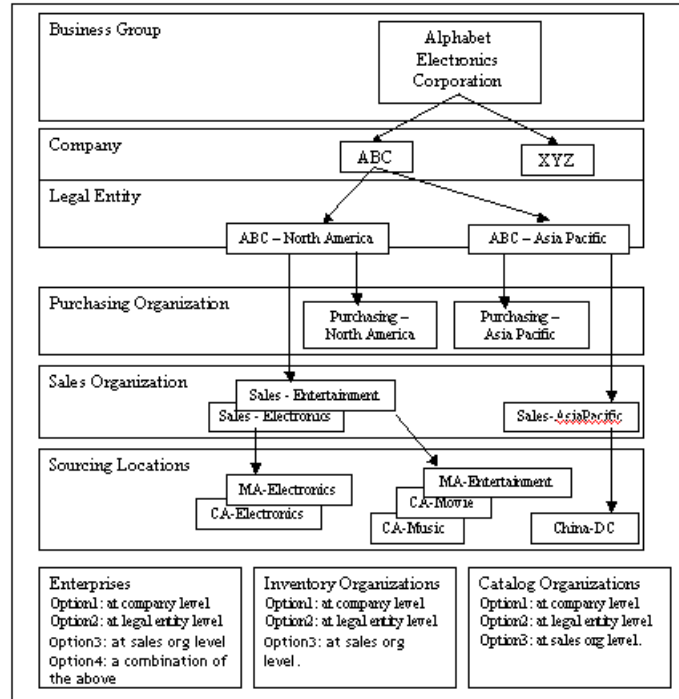 Business Group
Alphabet
Electronics
Corporation
Company
ABC
XYZ
Legal Entity
ABC – North America
ABC – Asia Pacific
Purchasing Organization
Purchasing –
North America
Purchasing –
Asia Pacific
Sales Organization
Sales - Entertainment
Sales - Electronics
Sales-AsiaPacific
Sourcing Locations
MA-Electronics
CA-Electronics
MA-Entertainment
CA-Movie
CA-Music
China-DC
Enterprises
Option1: at company level
Option2: at legal entity level
Option3: at sales org level
Option4: a combination of
the above
Inventory Organizations
Option1: at company level
Option2: at legal entity level
Option3: at sales org
level.
Catalog Organizations
Option1: at company level
Option2: at legal entity level
Option3: at sales org level.